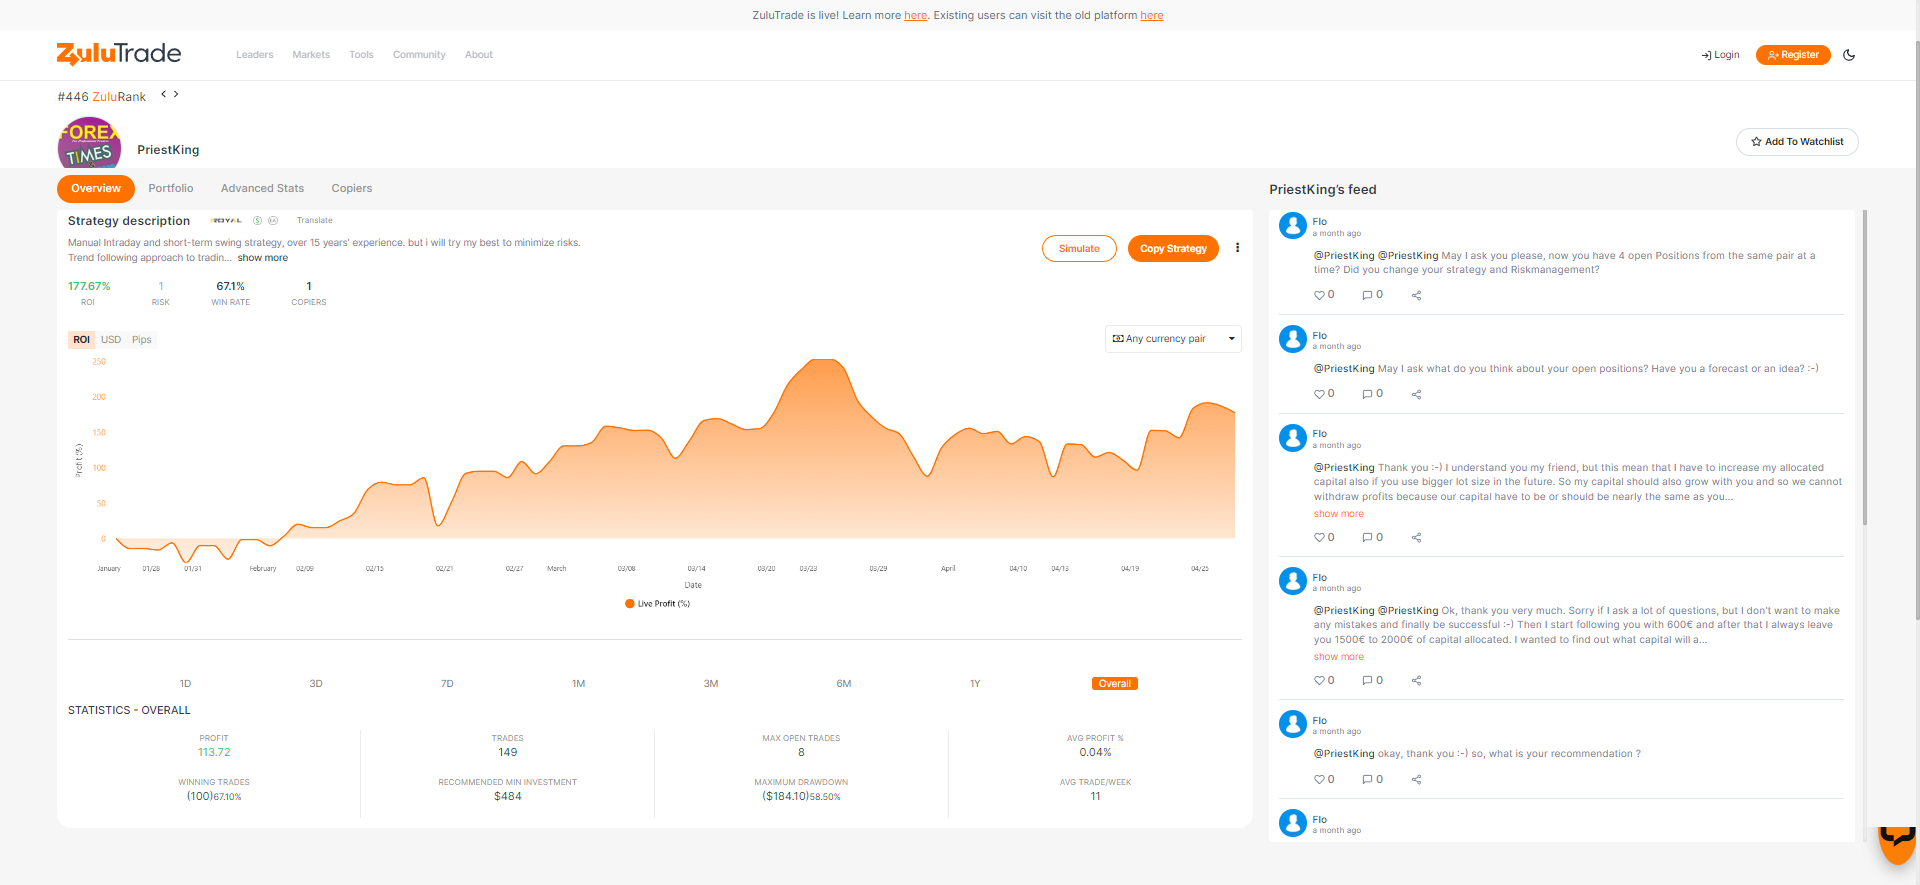 ZuluTrade is live! Learn more here. Existing users can visit the old platform here
ZuluTrade
Leaders
Markets
Tools
Community
About
Login
Register
#446 ZuluRank
FOREX
TIMES
PriestKing
Add To Watchlist
Overview
Portfolio
Advanced Stats
Copiers
Strategy description
ROYAL
Translate
Manual Intraday and short-term swing strategy, over 15 years' experience. but i will try my best to minimize risks.
Trend following approach to tradin... show more
Simulate
Copy Strategy
177.67%
1
67.1%
1
ROI
RISK
WIN RATE
COPIERS
ROI
USD
Pips
Any currency pair
250
200
150
100
50
0
Profit (%)
January
01/28
01/31
February
02/09
02/15
02/21
02/27
March
03/08
03/14
03/20
03/23
03/29
April
04/10
04/13
04/19
04/25
Date
Live Profit (%)
1D
3D
7D
1M
3M
6M
1Y
Overall
STATISTICS - OVERALL
PROFIT
113.72
TRADES
149
MAX OPEN TRADES
8
AVG PROFIT %
0.04%
WINNING TRADES
(100)67.10%
RECOMMENDED MIN INVESTMENT
$484
MAXIMUM DRAWDOWN
($184.10)58.50%
AVG TRADE/WEEK
11
PriestKing's feed
Flo
a month ago
@PriestKing @PriestKing May I ask you please, now you have 4 open Positions from the same pair at a
time? Did you change your strategy and Riskmanagement?
0
0
Flo
a month ago
@PriestKing May I ask what do you think about your open positions? Have you a forecast or an idea? :-)
0
0
Flo
a month ago
@PriestKing Thank you :-) I understand you my friend, but this mean that I have to increase my allocated
capital also if you use bigger lot size in the future. So my capital should also grow with you and so we cannot
withdraw profits because our capital have to be or should be nearly the same as you...
show more
0
0
Flo
a month ago
@PriestKing @PriestKing Ok, thank you very much. Sorry if I ask a lot of questions, but I don't want to make
any mistakes and finally be successful :-) Then I start following you with 600€ and after that I always leave
you 1500€ to 2000€ of capital allocated. I wanted to find out what capital will a...
show more
0
0
Flo
a month ago
@PriestKing okay, thank you :-) so, what is your recommendation ?
0
0
Flo
a month ago